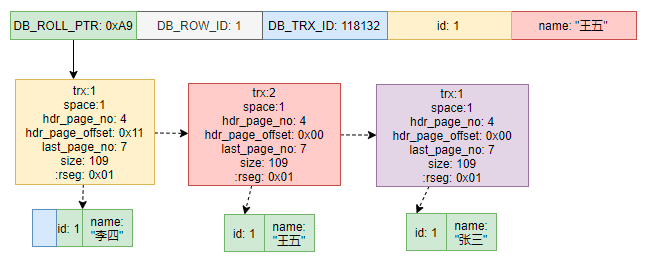 DB_ROLL_PTR: 0xA9 DB_ROW_ID: 1 DB_TRX_ID: 118132 id: 1 name: "王五"
trx:1
space:1
hdr_page_no: 4
hdr_page_offset: 0x11
last_page_no: 7
size: 109
:rseg: 0x01
trx:2
space:1
hdr_page_no: 4
hdr_page_offset: 0x00
last_page_no: 7
size: 109
:rseg: 0x01
trx:1
space:1
hdr_page_no: 4
hdr_page_offset: 0x00
last_page_no: 7
size: 109
:rseg: 0x01
id: 1
name:
"李四"
id: 1
name:
"王五"
id: 1
name:
"张三"